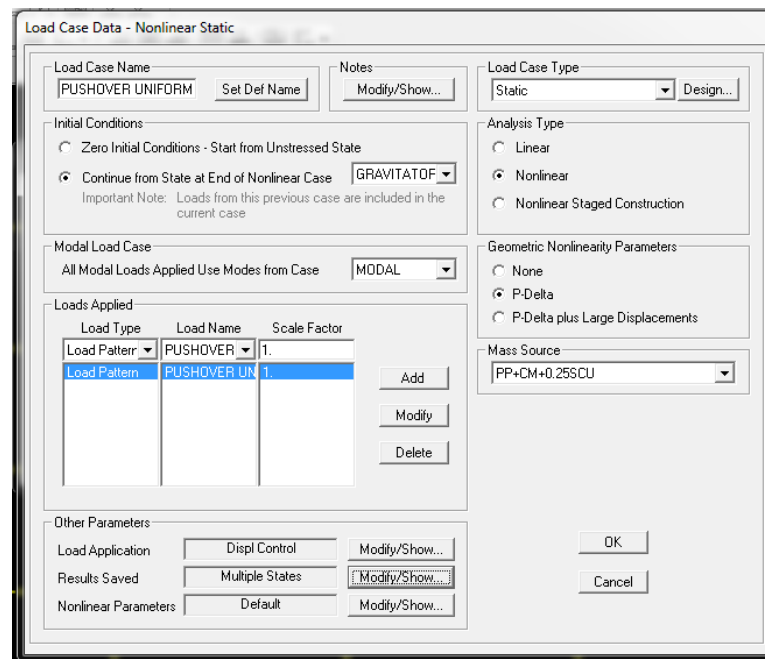 Load Case Data - Nonlinear Static
Load Case Name
PUSHOVER UNIFORM
Set Def Name
Notes
Modify/Show...
Load Case Type
Static
Design...
Initial Conditions
Zero Initial Conditions - Start from Unstressed State
Continue from State at End of Nonlinear Case
GRAVITATOF
Important Note: Loads from this previous case are included in the
current case
Analysis Type
Linear
Nonlinear
Nonlinear Staged Construction
Modal Load Case
All Modal Loads Applied Use Modes from Case
MODAL
Geometric Nonlinearity Parameters
None
P-Delta
P-Delta plus Large Displacements
Loads Applied
Load Type Load Name Scale Factor
Load Pattern PUSHOVER 1.
Load Pattern PUSHOVER UN 1.
Add
Modify
Delete
Mass Source
PP+CM+0.25SCU
Other Parameters
Load Application Displ Control Modify/Show...
Results Saved Multiple States Modify/Show...
Nonlinear Parameters Default Modify/Show...
OK
Cancel